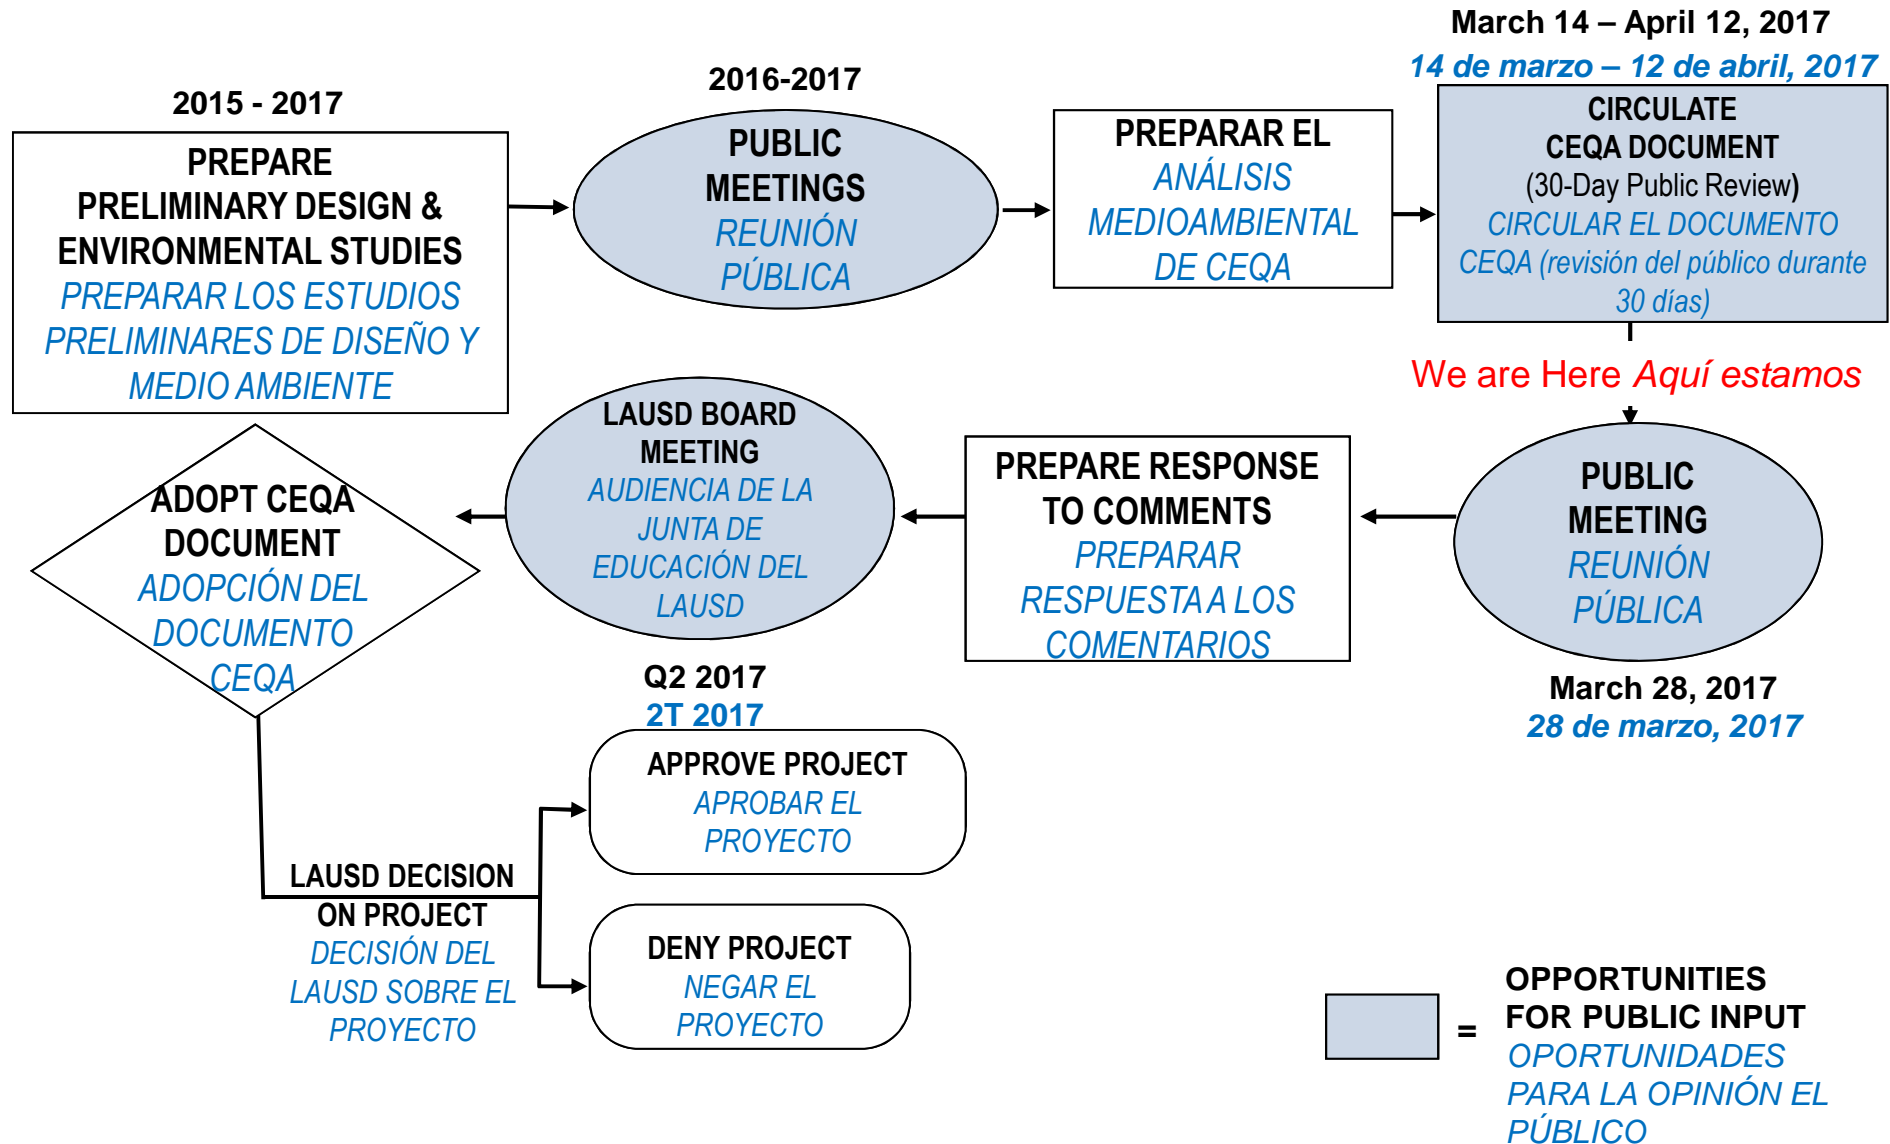 2015 - 2017
PREPARE
PRELIMINARY DESIGN &
ENVIRONMENTAL STUDIES
PREPARAR LOS ESTUDIOS
PRELIMINARES DE DISEÑO Y
MEDIO AMBIENTE
2016-2017
PUBLIC
MEETINGS
REUNIÓN
PÚBLICA
PREPARAR EL
ANÁLISIS
MEDIOAMBIENTAL
DE CEQA
March 14 – April 12, 2017
14 de marzo – 12 de abril, 2017
CIRCULATE
CEQA DOCUMENT
(30-Day Public Review)
CIRCULAR EL DOCUMENTO
CEQA (revisión del público durante
30 días)
We are Here Aquí estamos
PUBLIC
MEETING
REUNIÓN
PÚBLICA
March 28, 2017
28 de marzo, 2017
PREPARE RESPONSE
TO COMMENTS
PREPARAR
RESPUESTA A LOS
COMENTARIOS
LAUSD BOARD
MEETING
AUDIENCIA DE LA
JUNTA DE
EDUCACIÓN DEL
LAUSD
Q2 2017
2T 2017
ADOPT CEQA
DOCUMENT
ADOPCIÓN DEL
DOCUMENTO
CEQA
LAUSD DECISION
ON PROJECT
DECISIÓN DEL
LAUSD SOBRE EL
PROYECTO
APPROVE PROJECT
APROBAR EL
PROYECTO
DENY PROJECT
NEGAR EL
PROYECTO
=
OPPORTUNITIES
FOR PUBLIC INPUT
OPORTUNIDADES
PARA LA OPINIÓN EL
PÚBLICO